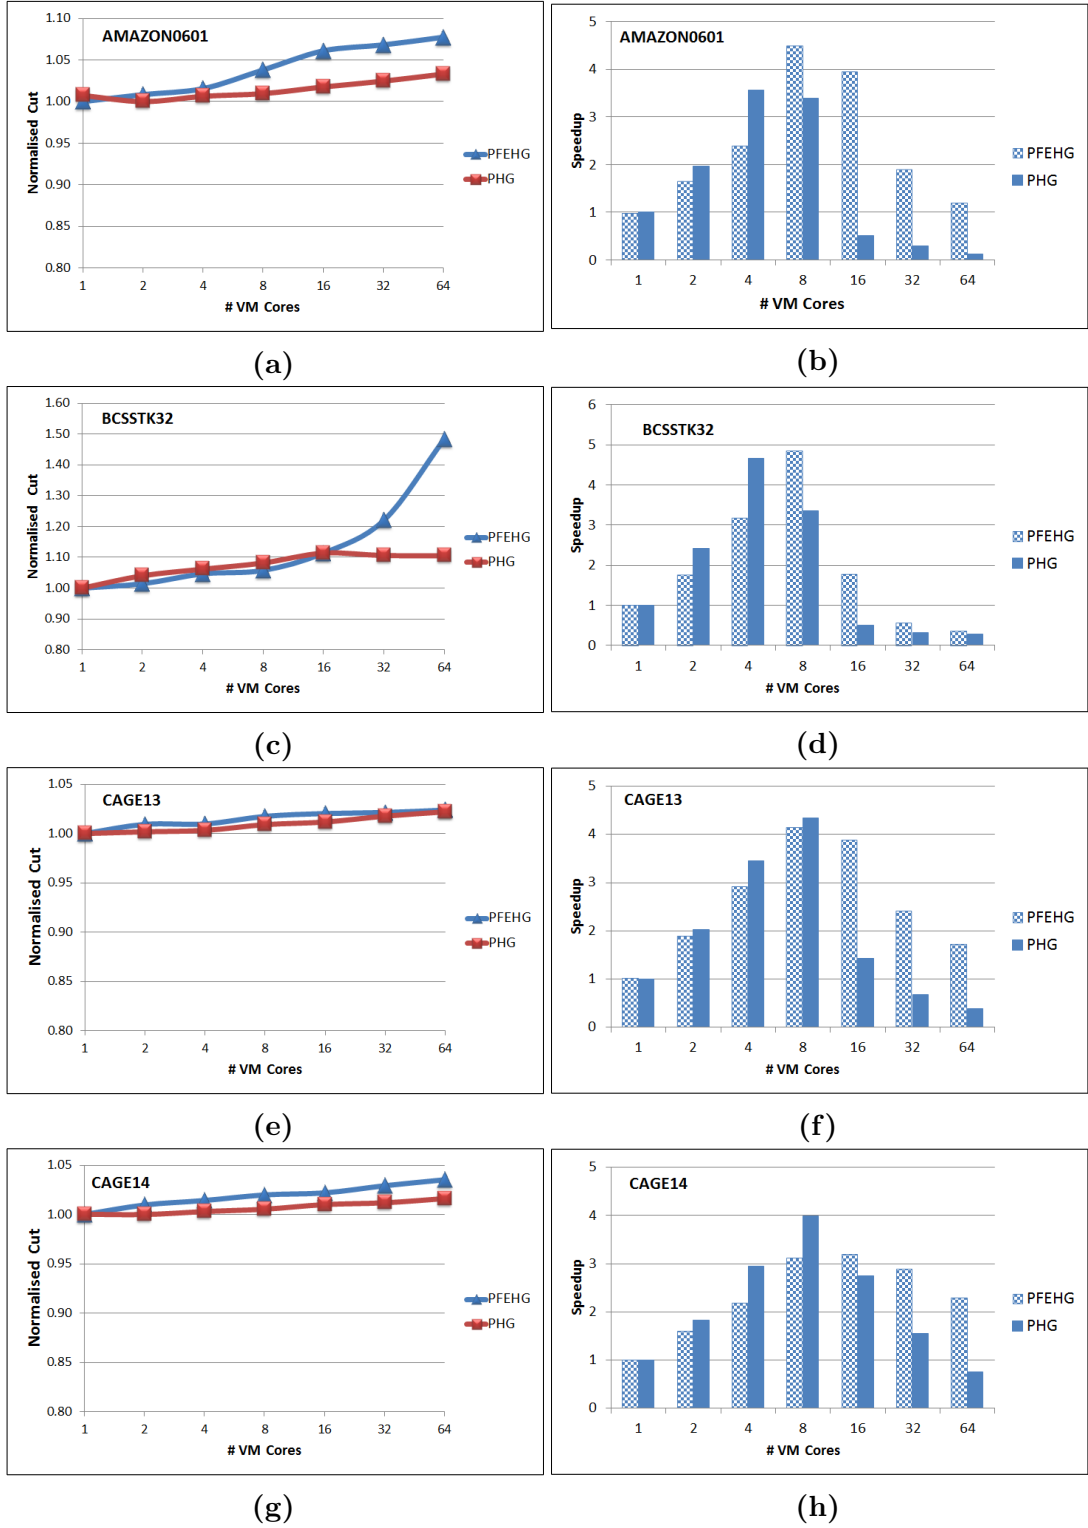 AMAZON0601
Normalised Cut
1.10
1.05
1.00
0.95
0.90
0.85
0.80
1 2 4 8 16 32 64
# VM Cores
PFEHG
PHG
(a)
AMAZON0601
Speedup
5
4
3
2
1
0
1 2 4 8 16 32 64
# VM Cores
PFEHG
PHG
(b)
BCSSTK32
Normalised Cut
1.60
1.50
1.40
1.30
1.20
1.10
1.00
0.90
0.80
1 2 4 8 16 32 64
# VM Cores
PFEHG
PHG
(c)
BCSSTK32
Speedup
6
5
4
3
2
1
0
1 2 4 8 16 32 64
# VM Cores
PFEHG
PHG
(d)
CAGE13
Normalised Cut
1.05
1.00
0.95
0.90
0.85
0.80
1 2 4 8 16 32 64
# VM Cores
PFEHG
PHG
(e)
CAGE13
Speedup
5
4
3
2
1
0
1 2 4 8 16 32 64
# VM Cores
PFEHG
PHG
(f)
CAGE14
Normalised Cut
1.05
1.00
0.95
0.90
0.85
0.80
1 2 4 8 16 32 64
# VM Cores
PFEHG
PHG
(g)
CAGE14
Speedup
5
4
3
2
1
0
1 2 4 8 16 32 64
# VM Cores
PFEHG
PHG
(h)